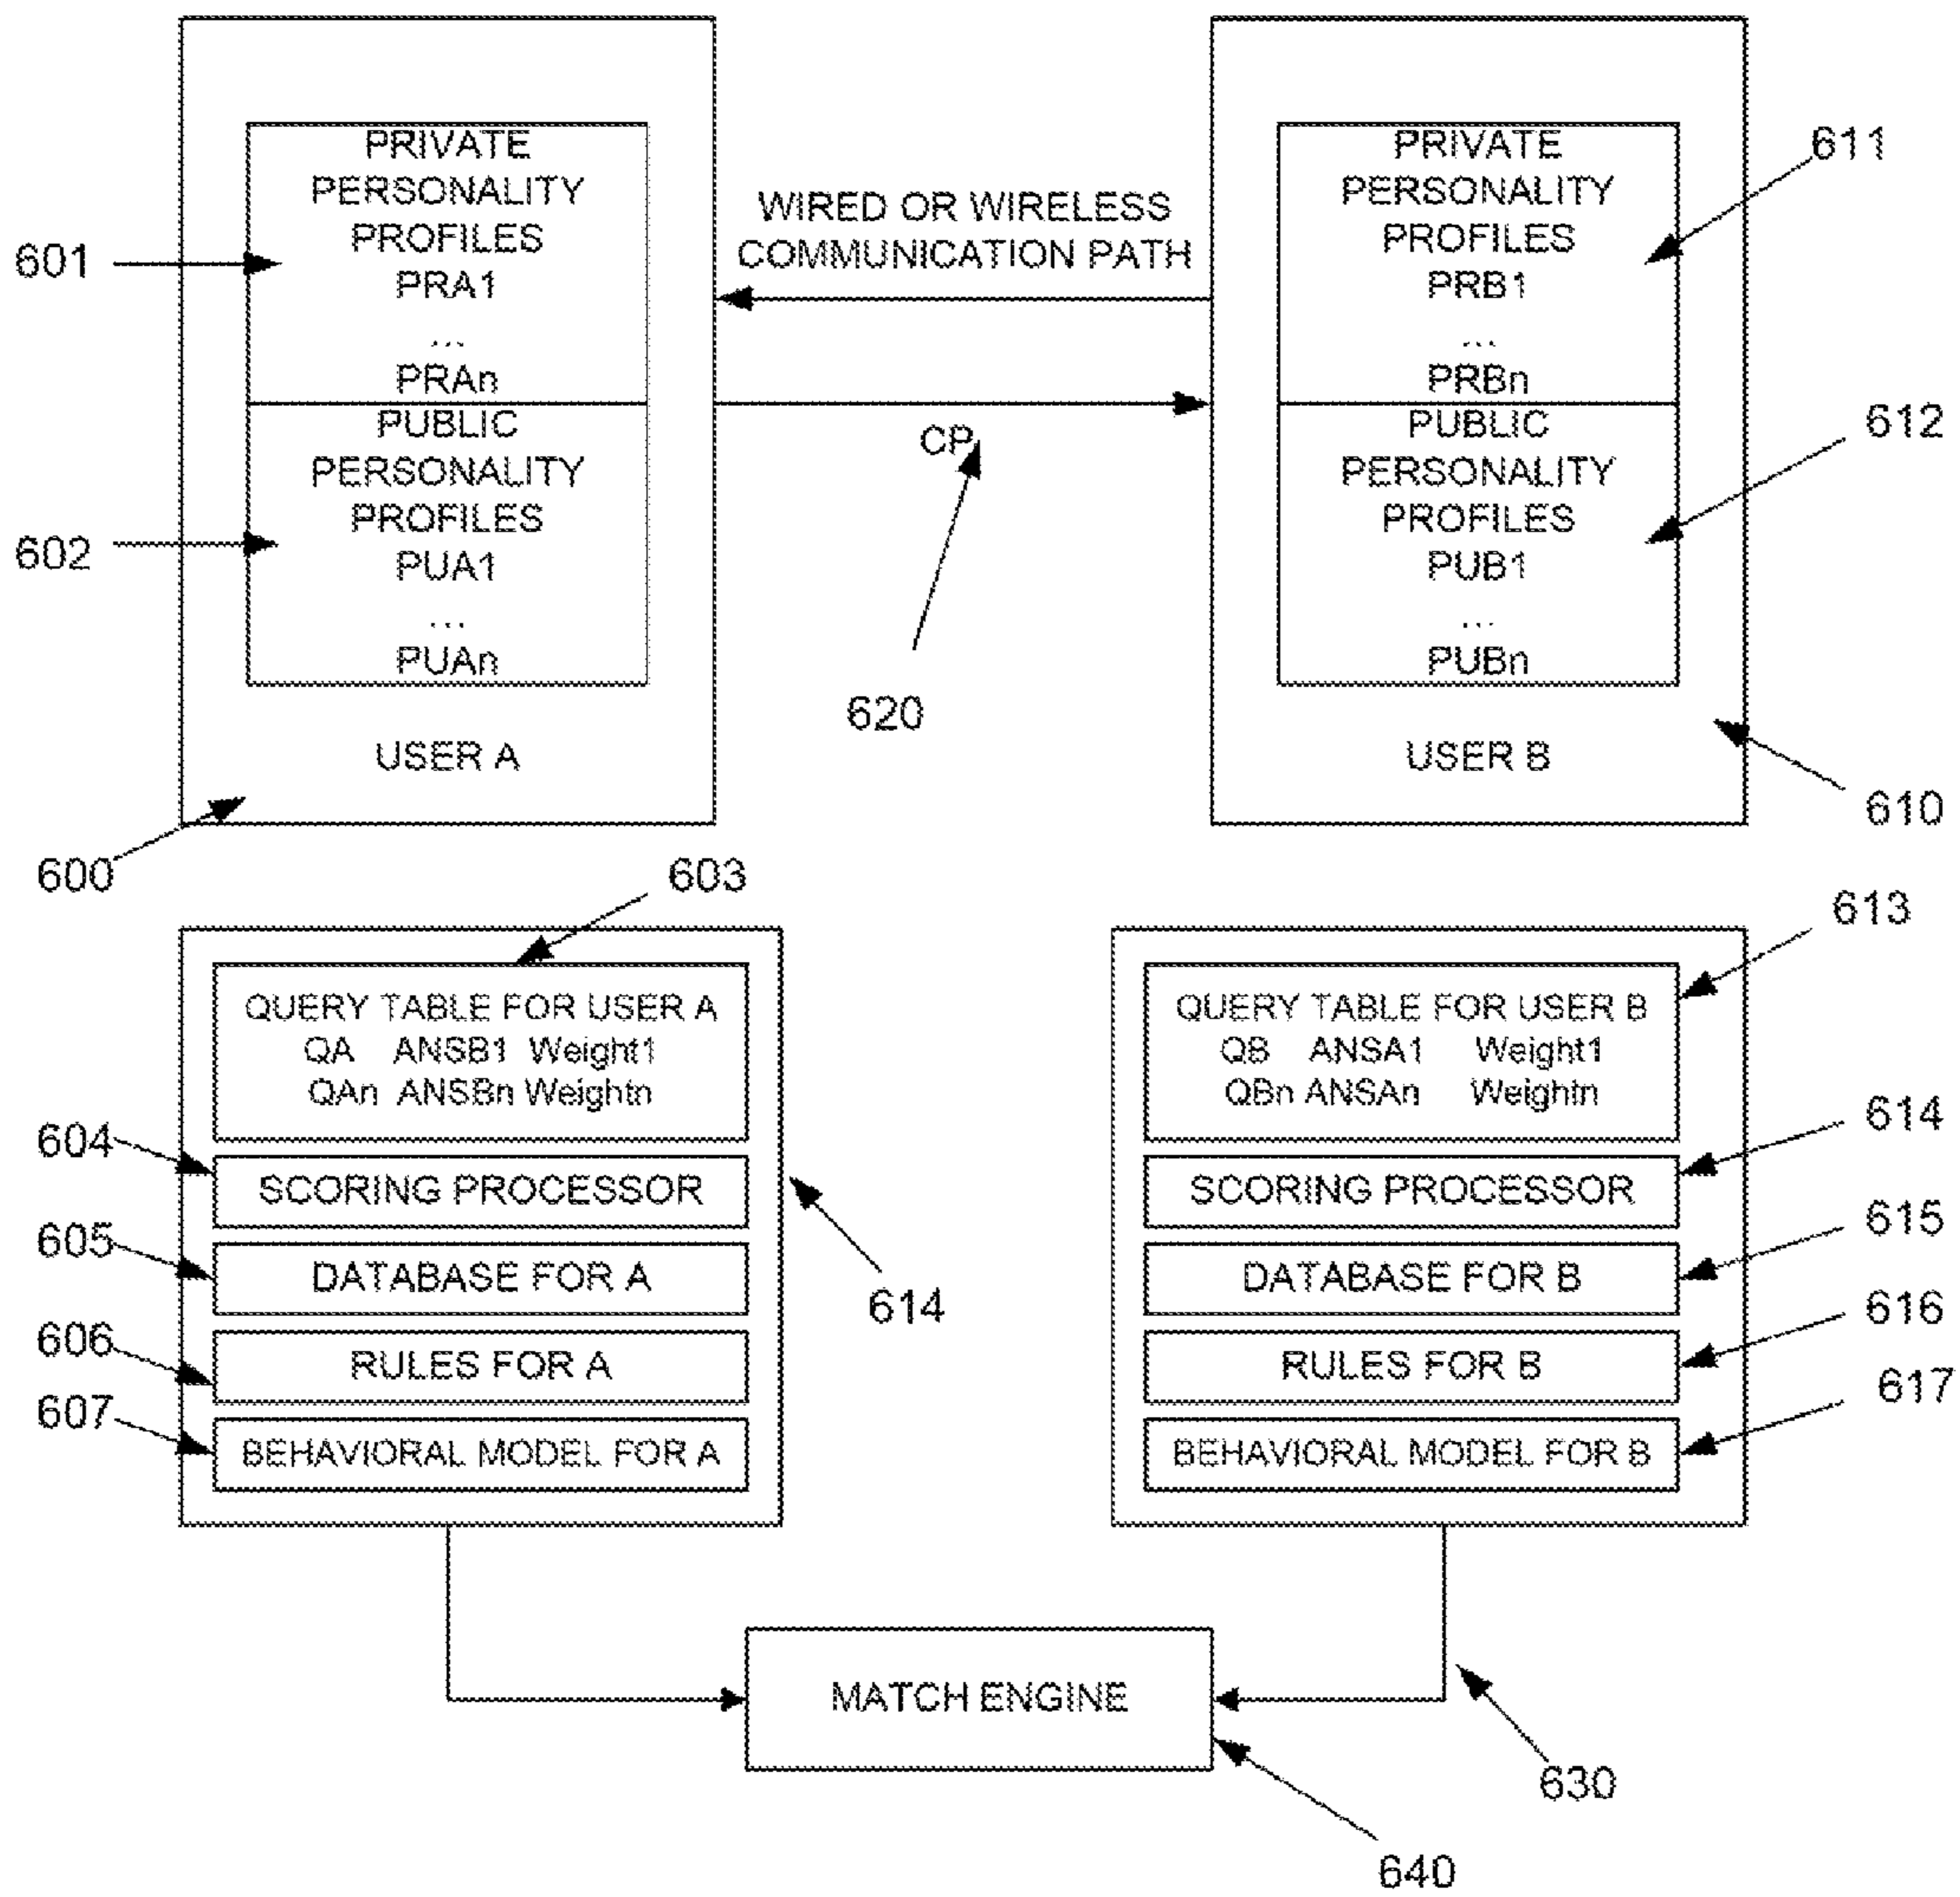 PRIVATE
PERSONALITY
PROFILES
PRA1
...
PRAn
PUBLIC
PERSONALITY
PROFILES
PUA1
...
PUAn
USER A
601
602
600
WIRED OR WIRELESS
COMMUNICATION PATH
CP
620
PRIVATE
PERSONALITY
PROFILES
PRB1
...
PRBn
PUBLIC
PERSONALITY
PROFILES
PUB1
...
PUBn
USER B
611
612
610
603
QUERY TABLE FOR USER A
QA ANSB1 Weight1
QAn ANSBn Weightn
604
SCORING PROCESSOR
605
DATABASE FOR A
606
RULES FOR A
607
BEHAVIORAL MODEL FOR A
614
613
QUERY TABLE FOR USER B
QB ANSA1 Weight1
QBn ANSAn Weightn
614
SCORING PROCESSOR
615
DATABASE FOR B
616
RULES FOR B
617
BEHAVIORAL MODEL FOR B
MATCH ENGINE
630
640